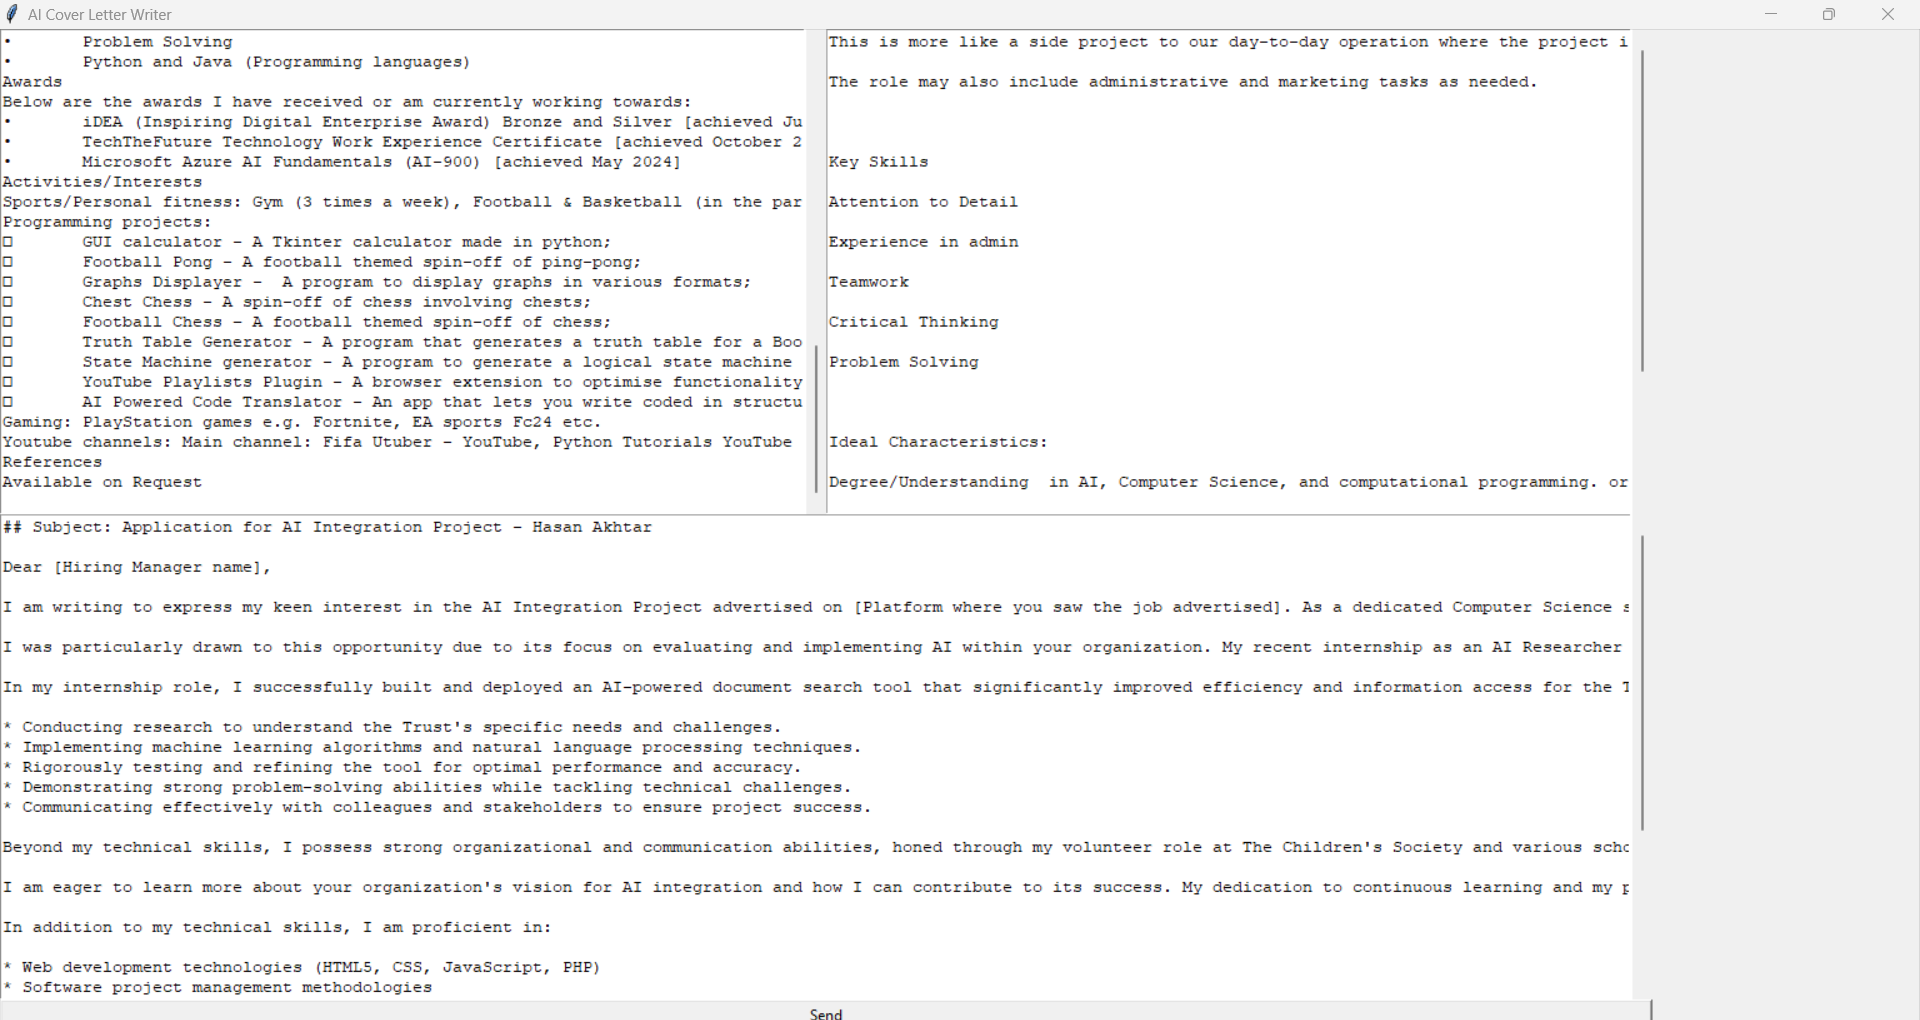 AI Cover Letter Writer
• Problem Solving
• Python and Java (Programming languages)
Awards
Below are the awards I have received or am currently working towards:
• iDEA (Inspiring Digital Enterprise Award) Bronze and Silver [achieved Ju
• TechTheFuture Technology Work Experience Certificate [achieved October 2
• Microsoft Azure AI Fundamentals (AI-900) [achieved May 2024]
Activities/Interests
Sports/Personal fitness: Gym (3 times a week), Football & Basketball (in the par
Programming projects:
□ GUI calculator - A Tkinter calculator made in python;
□ Football Pong - A football themed spin-off of ping-pong;
□ Graphs Displayer -  A program to display graphs in various formats;
□ Chest Chess - A spin-off of chess involving chests;
□ Football Chess - A football themed spin-off of chess;
□ Truth Table Generator - A program that generates a truth table for a Boo
□ State Machine generator - A program to generate a logical state machine
□ YouTube Playlists Plugin - A browser extension to optimise functionality
□ AI Powered Code Translator - An app that lets you write coded in structu
Gaming: PlayStation games e.g. Fortnite, EA sports Fc24 etc.
Youtube channels: Main channel: Fifa Utuber - YouTube, Python Tutorials YouTube
References
Available on Request
This is more like a side project to our day-to-day operation where the project i
The role may also include administrative and marketing tasks as needed.
Key Skills
Attention to Detail
Experience in admin
Teamwork
Critical Thinking
Problem Solving
Ideal Characteristics:
Degree/Understanding  in AI, Computer Science, and computational programming. or
## Subject: Application for AI Integration Project - Hasan Akhtar
Dear [Hiring Manager name],
I am writing to express my keen interest in the AI Integration Project advertised on [Platform where you saw the job advertised]. As a dedicated Computer Science s
I was particularly drawn to this opportunity due to its focus on evaluating and implementing AI within your organization. My recent internship as an AI Researcher
In my internship role, I successfully built and deployed an AI-powered document search tool that significantly improved efficiency and information access for the T
* Conducting research to understand the Trust's specific needs and challenges.
* Implementing machine learning algorithms and natural language processing techniques.
* Rigorously testing and refining the tool for optimal performance and accuracy.
* Demonstrating strong problem-solving abilities while tackling technical challenges.
* Communicating effectively with colleagues and stakeholders to ensure project success.
Beyond my technical skills, I possess strong organizational and communication abilities, honed through my volunteer role at The Children's Society and various scho
I am eager to learn more about your organization's vision for AI integration and how I can contribute to its success. My dedication to continuous learning and my p
In addition to my technical skills, I am proficient in:
* Web development technologies (HTML5, CSS, JavaScript, PHP)
* Software project management methodologies
Send